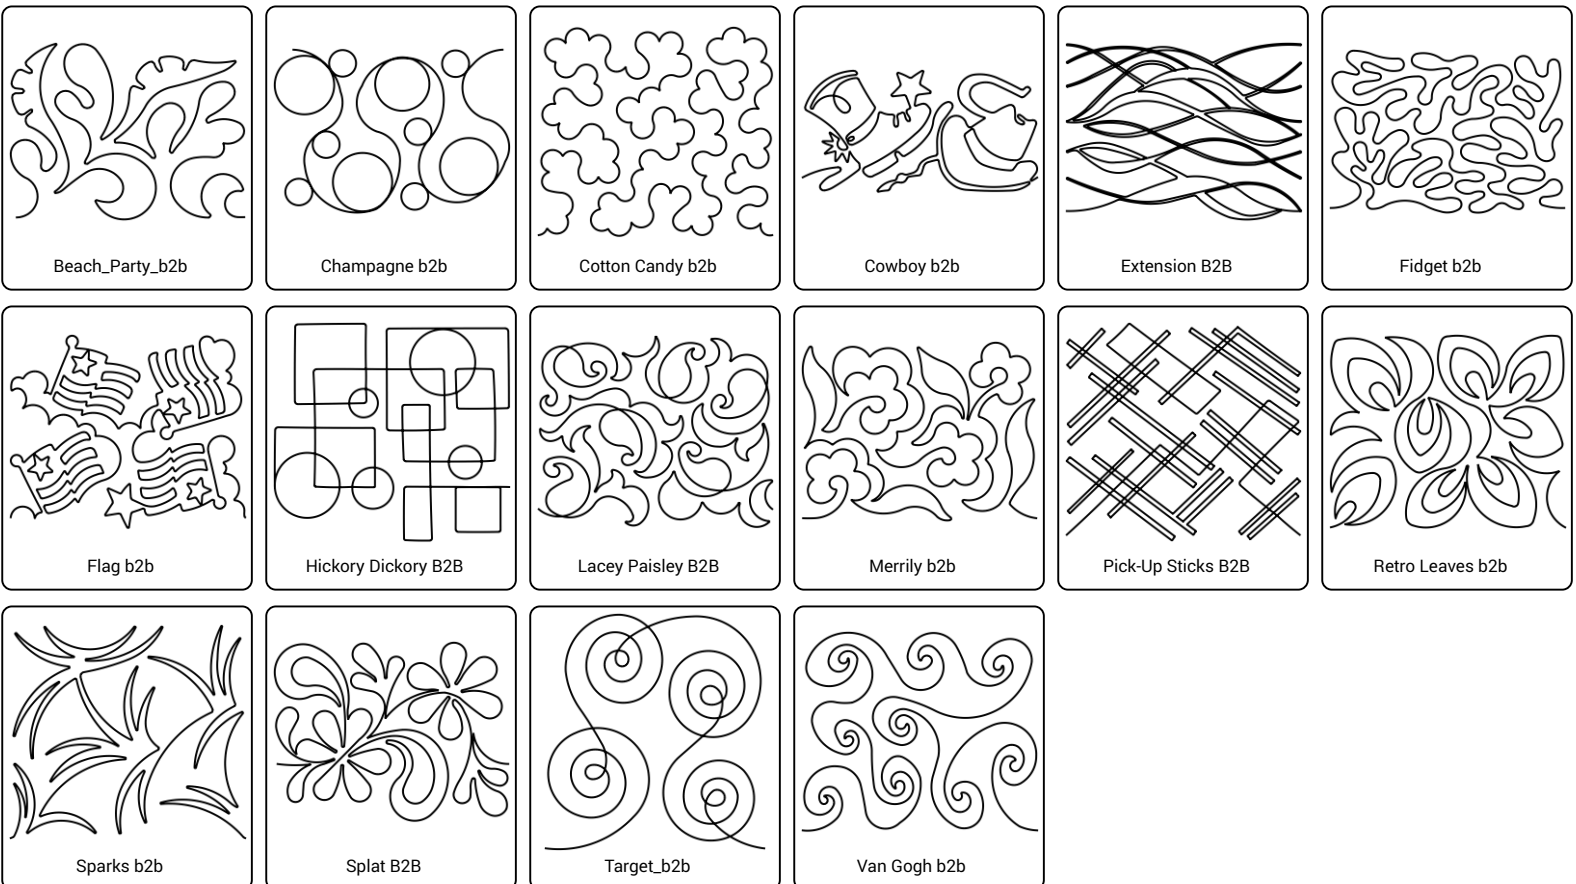 Beach_Party_b2b
Champagne b2b
Cotton Candy b2b
Cowboy b2b
Extension B2B
Fidget b2b
Flag b2b
Hickory Dickory B2B
Lacey Paisley B2B
Merrily b2b
Pick-Up Sticks B2B
Retro Leaves b2b
Sparks b2b
Splat B2B
Target_b2b
Van Gogh b2b